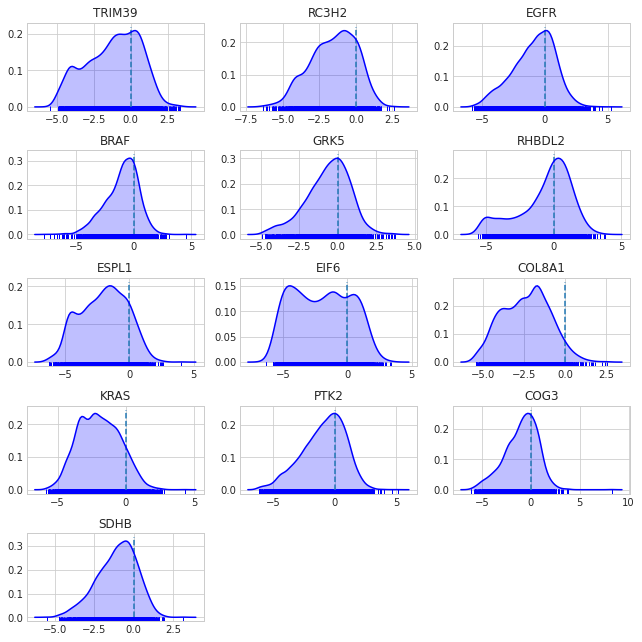 TRIM39 RC3H2 EGFR
0.2 0.2 0.2
0.1 0.1 0.1
0.0 0.0 0.0
−5.0 −2.5 0.0 2.5 −7.5 −5.0 −2.5 0.0 2.5 −5 0 5
BRAF GRK5 RHBDL2
0.3 0.3
0.2 0.2 0.2
0.1 0.1 0.1
0.0 0.0 0.0
−5 0 5 −5.0 −2.5 0.0 2.5 5.0 −5 0 5
ESPL1 EIF6 COL8A1
0.2 0.15 0.2
0.1 0.10 0.1
0.05
0.0 0.00 0.0
−5 0 5 −5 0 5 −5.0 −2.5 0.0 2.5
KRAS PTK2 COG3
0.2 0.2 0.2
0.1 0.1 0.1
0.0 0.0 0.0
−5 0 5 −5 0 5 −5 0 5 10
SDHB
0.3
0.2
0.1
0.0
−5.0 −2.5 0.0 2.5